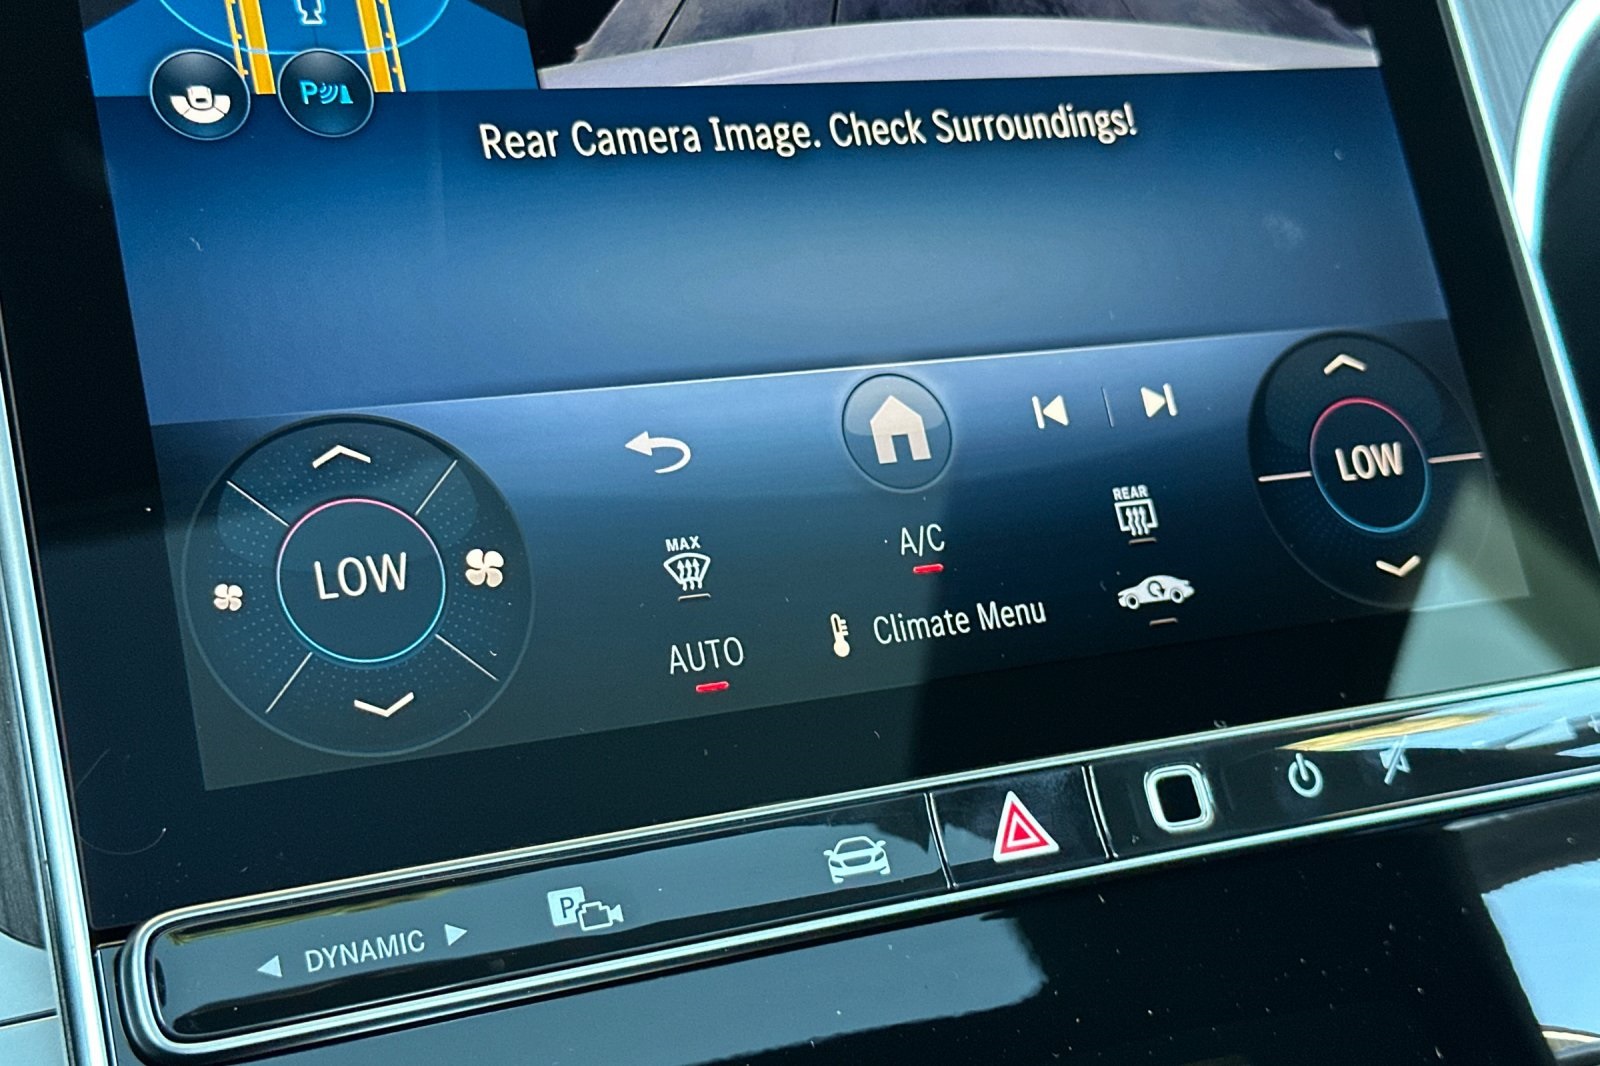 P
Rear Camera Image. Check Surroundings!
LOW
LOW
MAX
A/C
REAR
AUTO
Climate Menu
DYNAMIC
P